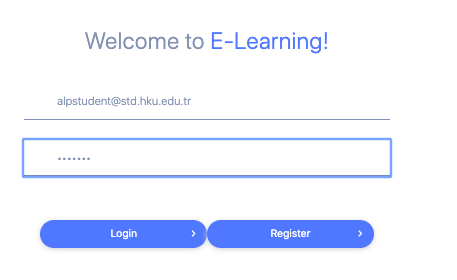 Welcome to E-Learning!
alpstudent@std.hku.edu.tr
•••••••
Login
Register